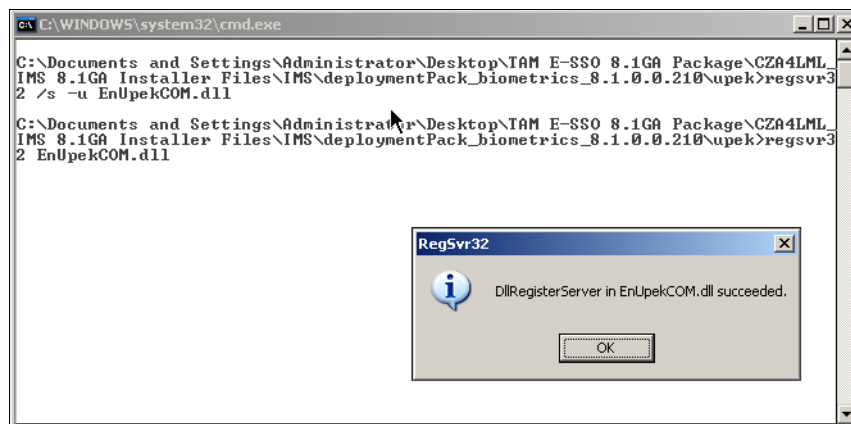 C:\WINDOWS\system32\cmd.exe
C:\Documents and Settings\Administrator\Desktop\TAM E-SSO 8.1GA Package\CZA4LML_
IMS 8.1GA Installer Files\IMS\deploymentPack_biometrics_8.1.0.0.210\upek>regsvr3
2 /s -u EnUpekCOM.dll
C:\Documents and Settings\Administrator\Desktop\TAM E-SSO 8.1GA Package\CZA4LML_
IMS 8.1GA Installer Files\IMS\deploymentPack_biometrics_8.1.0.0.210\upek>regsvr3
2 EnUpekCOM.dll
RegSvr32
DllRegisterServer in EnUpekCOM.dll succeeded.
OK